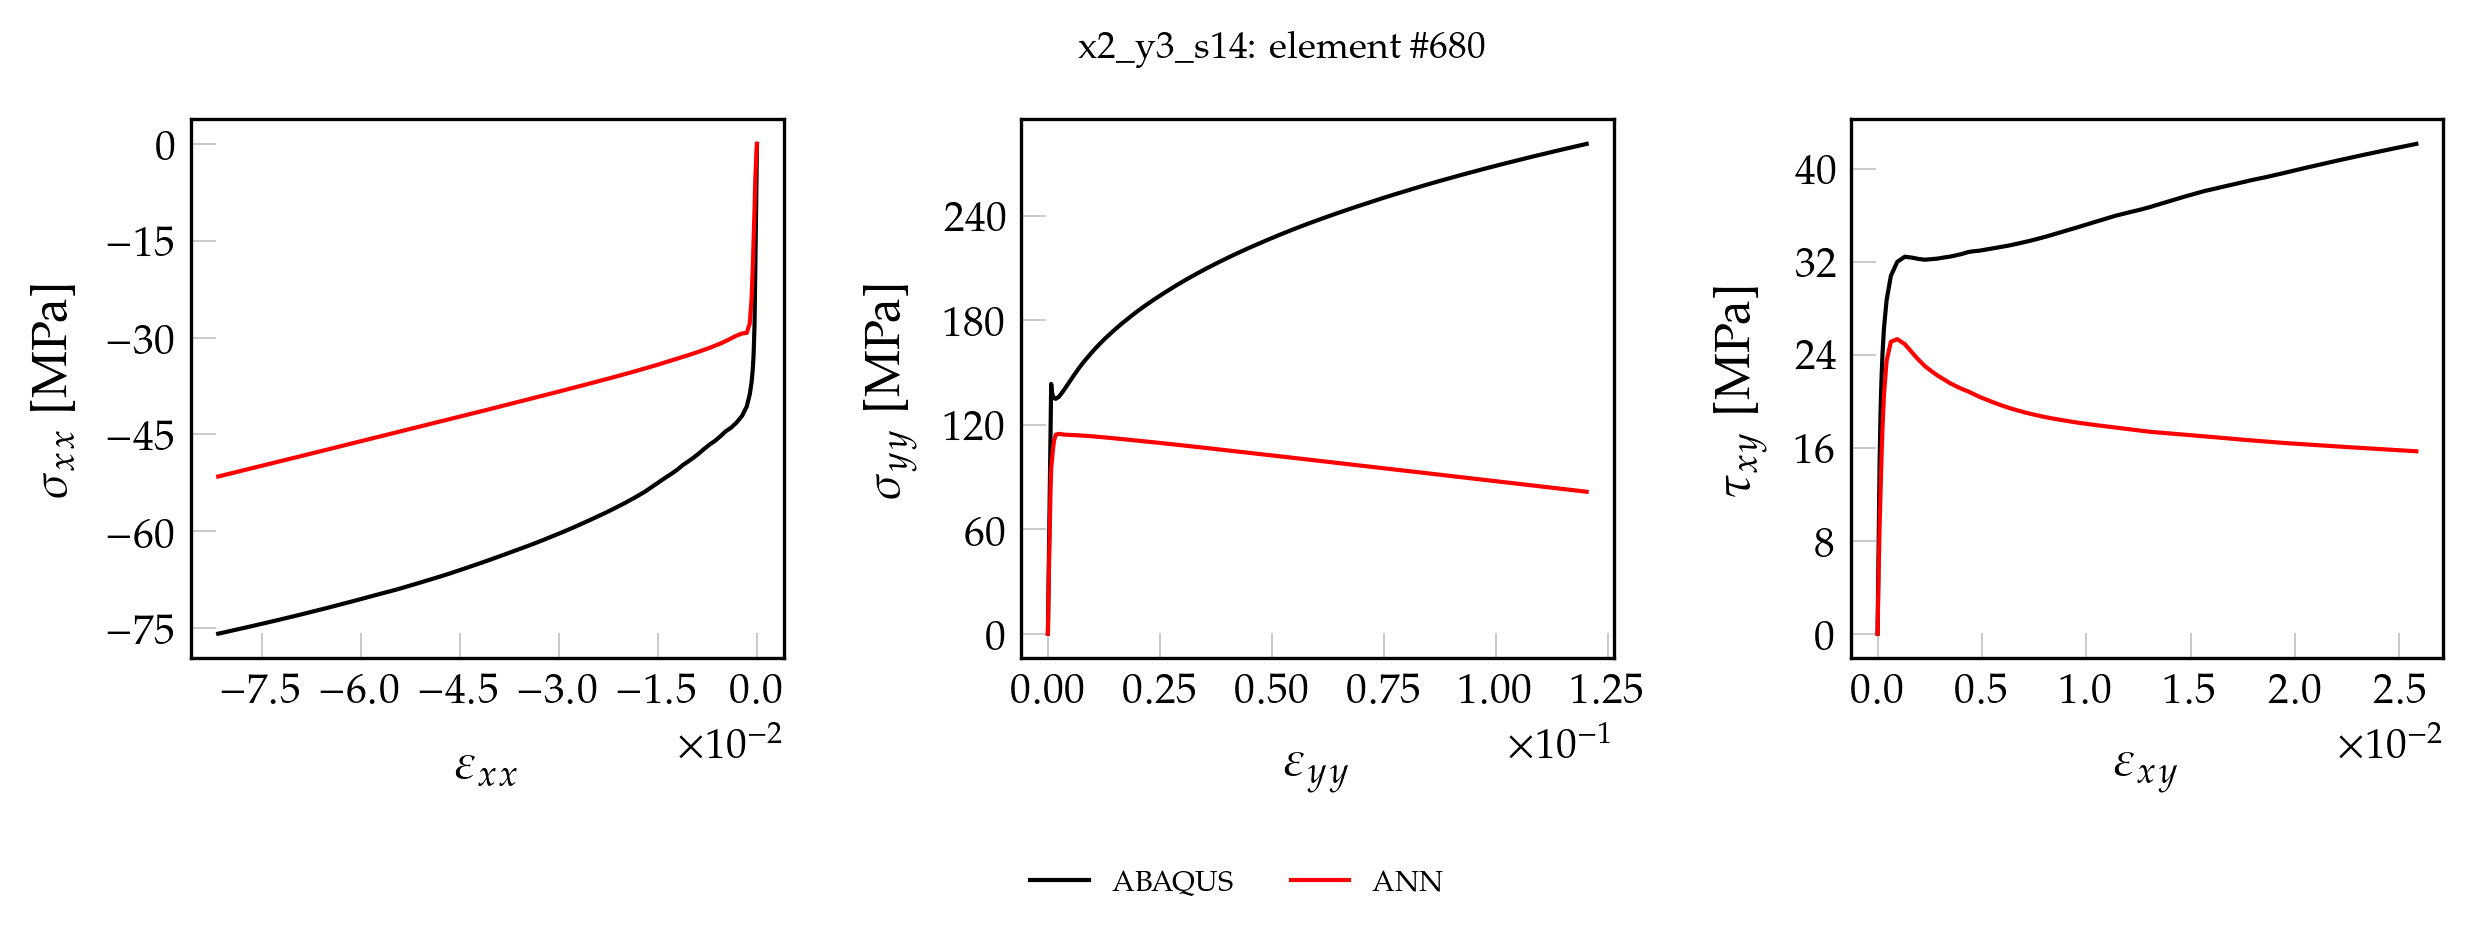 x2_y3_s14: element #680
σxx [MPa]
0
−15
−30
−45
−60
−75
−7.5 −6.0 −4.5 −3.0 −1.5 0.0
×10⁻²
εxx
σyy [MPa]
240
180
120
60
0
0.00 0.25 0.50 0.75 1.00 1.25
×10⁻¹
εyy
τxy [MPa]
40
32
24
16
8
0
0.0 0.5 1.0 1.5 2.0 2.5
×10⁻²
εxy
ABAQUS ANN